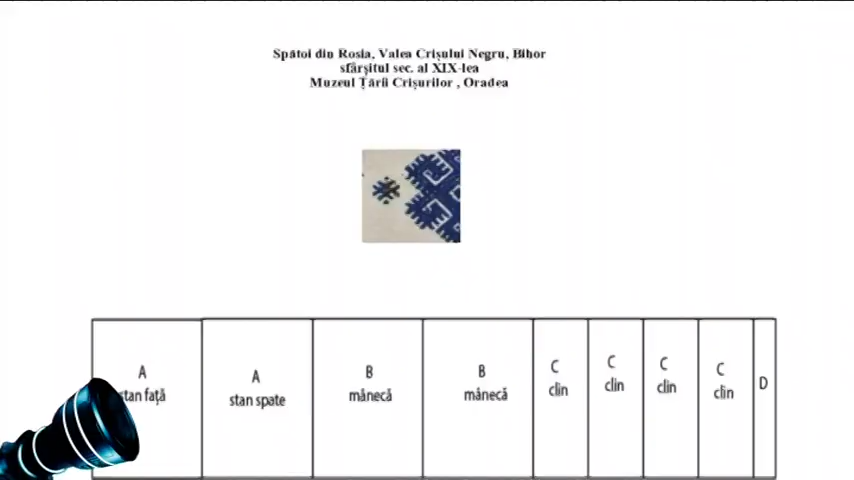 Spătoi din Rosia, Valea Crișului Negru, Bihor
sfârșitul sec. al XIX-lea
Muzeul Țării Crișurilor , Oradea
A
stan față
A
stan spate
B
mânecă
B
mânecă
C
clin
C
clin
C
clin
C
clin
D